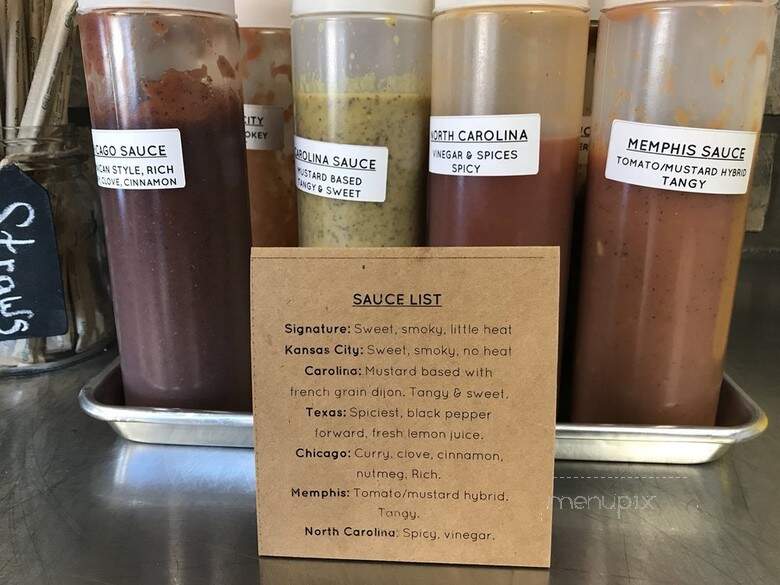 CAGO SAUCE
CAN STYLE, RICH
CLOVE, CINNAMON
CITY
OKEY
AROLINA SAUCE
MUSTARD BASED
TANGY & SWEET
NORTH CAROLINA
VINEGAR & SPICES
SPICY
MEMPHIS SAUCE
TOMATO/MUSTARD HYBRID
TANGY
Straws
SAUCE LIST
Signature: Sweet, smoky, little heat
Kansas City: Sweet, smoky, no heat
Carolina: Mustard based with
french grain dijon. Tangy & sweet.
Texas: Spiciest, black pepper
forward, fresh lemon juice.
Chicago: Curry, clove, cinnamon,
nutmeg, Rich.
Memphis: Tomato/mustard hybrid.
Tangy.
North Carolina: Spicy, vinegar.
menupix